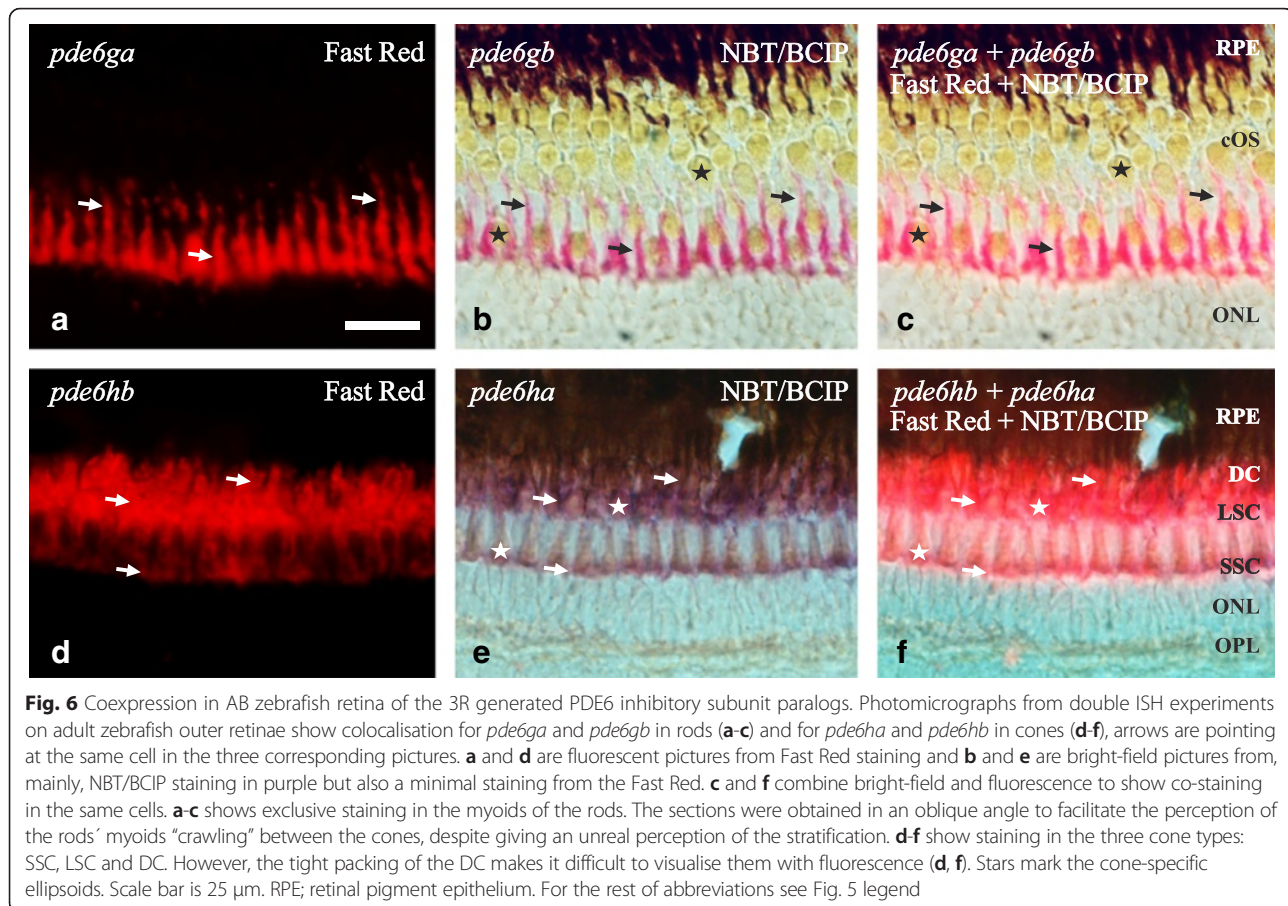 pde6ga Fast Red
a
pde6gb NBT/BCIP
b
pde6ga + pde6gb RPE
Fast Red + NBT/BCIP
cOS
ONL
c
pde6hb Fast Red
d
pde6ha NBT/BCIP
e
pde6hb + pde6ha
Fast Red + NBT/BCIP
RPE
DC
LSC
SSC
ONL
OPL
f
Fig. 6 Coexpression in AB zebrafish retina of the 3R generated PDE6 inhibitory subunit paralogs. Photomicrographs from double ISH experiments
on adult zebrafish outer retinae show colocalisation for pde6ga and pde6gb in rods (a-c) and for pde6ha and pde6hb in cones (d-f), arrows are pointing
at the same cell in the three corresponding pictures. a and d are fluorescent pictures from Fast Red staining and b and e are bright-field pictures from,
mainly, NBT/BCIP staining in purple but also a minimal staining from the Fast Red. c and f combine bright-field and fluorescence to show co-staining
in the same cells. a-c shows exclusive staining in the myoids of the rods. The sections were obtained in an oblique angle to facilitate the perception of
the rods´ myoids “crawling” between the cones, despite giving an unreal perception of the stratification. d-f show staining in the three cone types:
SSC, LSC and DC. However, the tight packing of the DC makes it difficult to visualise them with fluorescence (d, f). Stars mark the cone-specific
ellipsoids. Scale bar is 25 μm. RPE; retinal pigment epithelium. For the rest of abbreviations see Fig. 5 legend